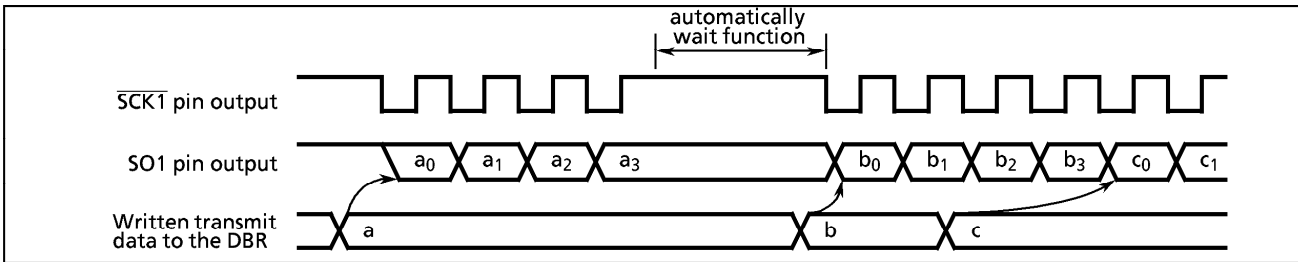 automatically
wait function
SCK1 pin output
SO1 pin output
a0 a1 a2 a3 b0 b1 b2 b3 c0 c1
Written transmit
data to the DBR
a b c